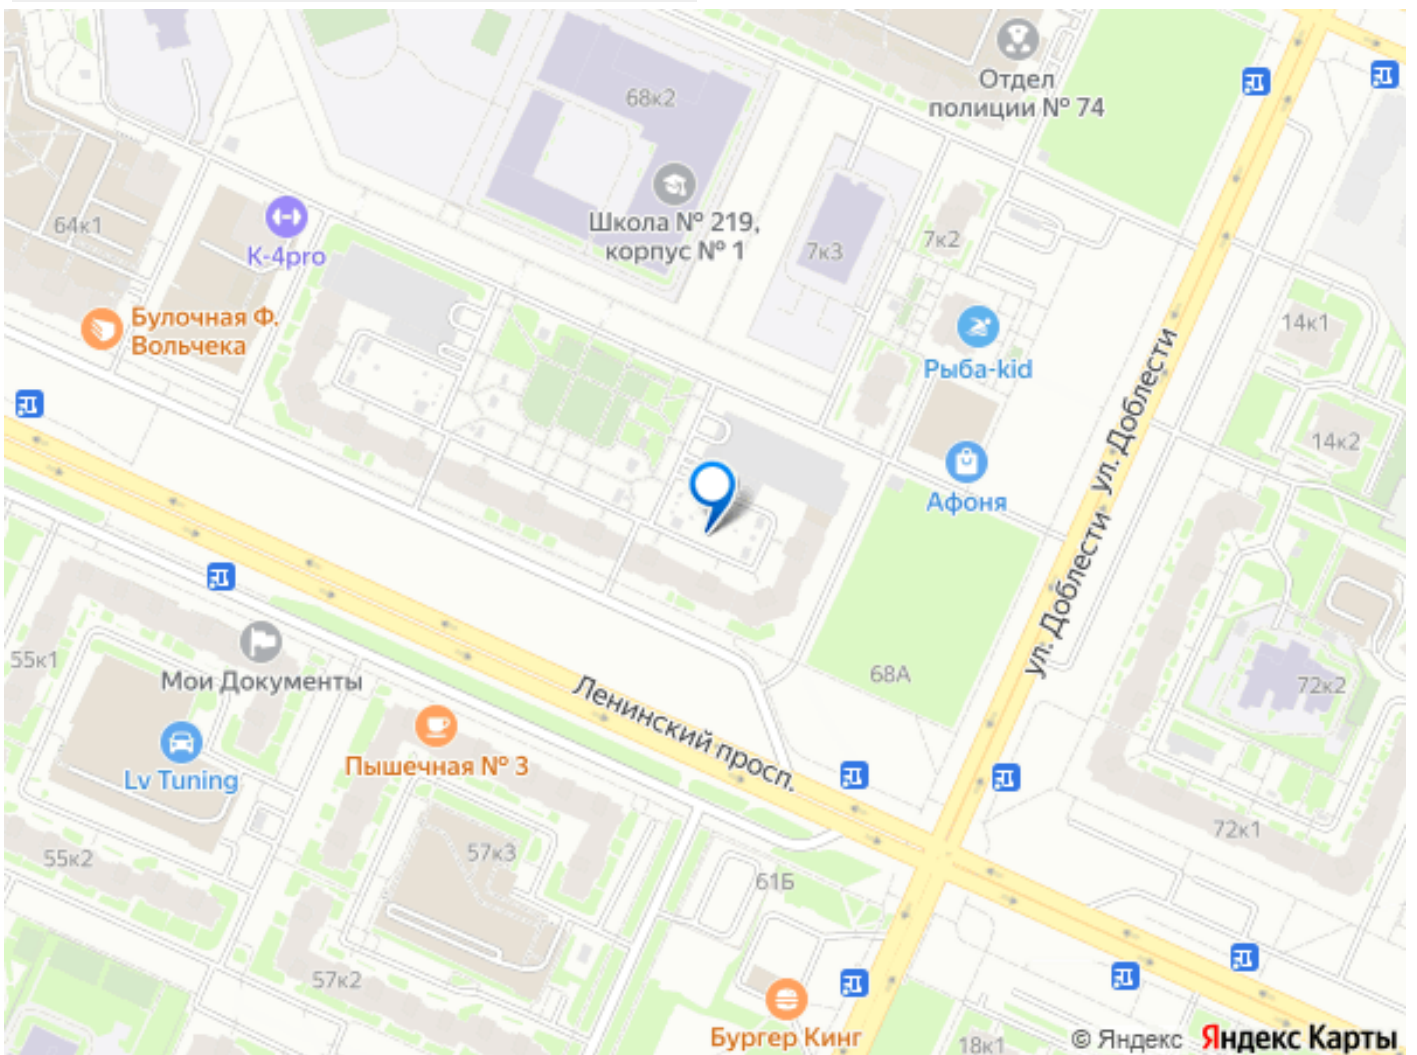 Отдел
полиции № 74
68к2
Школа № 219,
корпус № 1
64к1
K-4pro
7к3
7к2
Булочная Ф.
Вольчека
Рыба-kid
14к1
ул. Доблести
14к2
Афоня
ул. Доблести
55к1
Мои Документы
68А
72к2
Ленинский просп.
Lv Tuning
Пышечная № 3
72к1
55к2
57к3
61Б
57к2
Бургер Кинг
18к1
© Яндекс Яндекс Карты